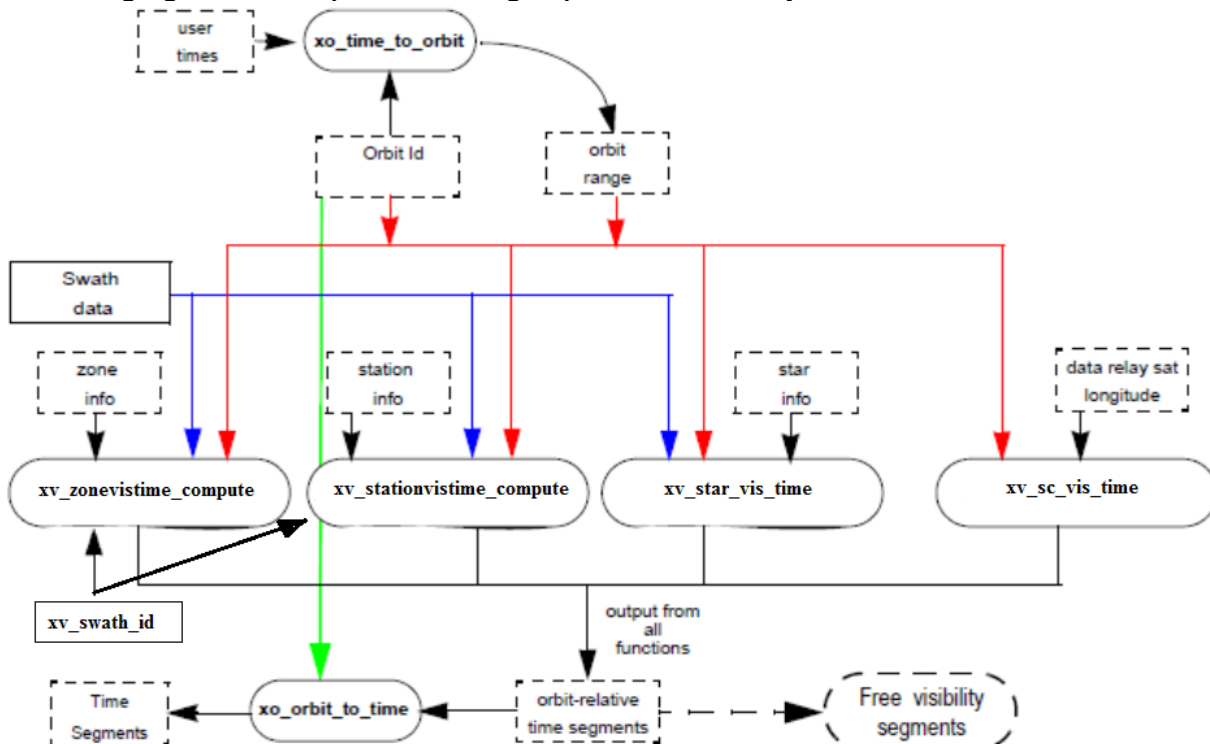 user
times
xo_time_to_orbit
Orbit Id
orbit
range
Swath
data
zone
info
station
info
star
info
data relay sat
longitude
xv_zonevistime_compute
xv_stationvistime_compute
xv_star_vis_time
xv_sc_vis_time
xv_swath_id
output from
all
functions
Time
Segments
xo_orbit_to_time
orbit-relative
time segments
Free visibility
segments